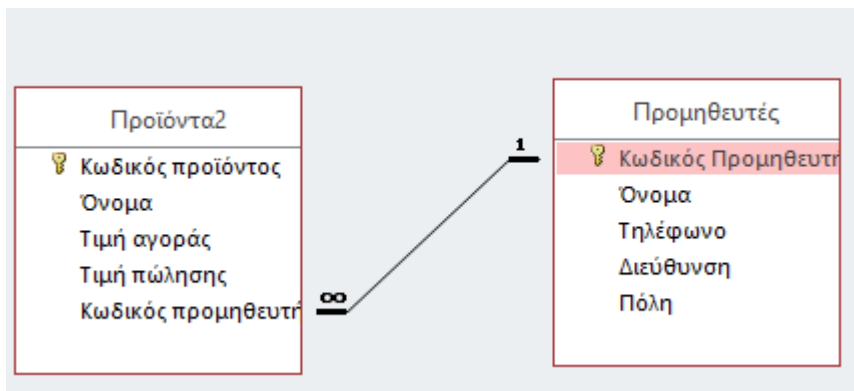 Προϊόντα2
Κωδικός προϊόντος
Όνομα
Τιμή αγοράς
Τιμή πώλησης
Κωδικός προμηθευτή
∞
1
Προμηθευτές
Κωδικός Προμηθευτ
Όνομα
Τηλέφωνο
Διεύθυνση
Πόλη